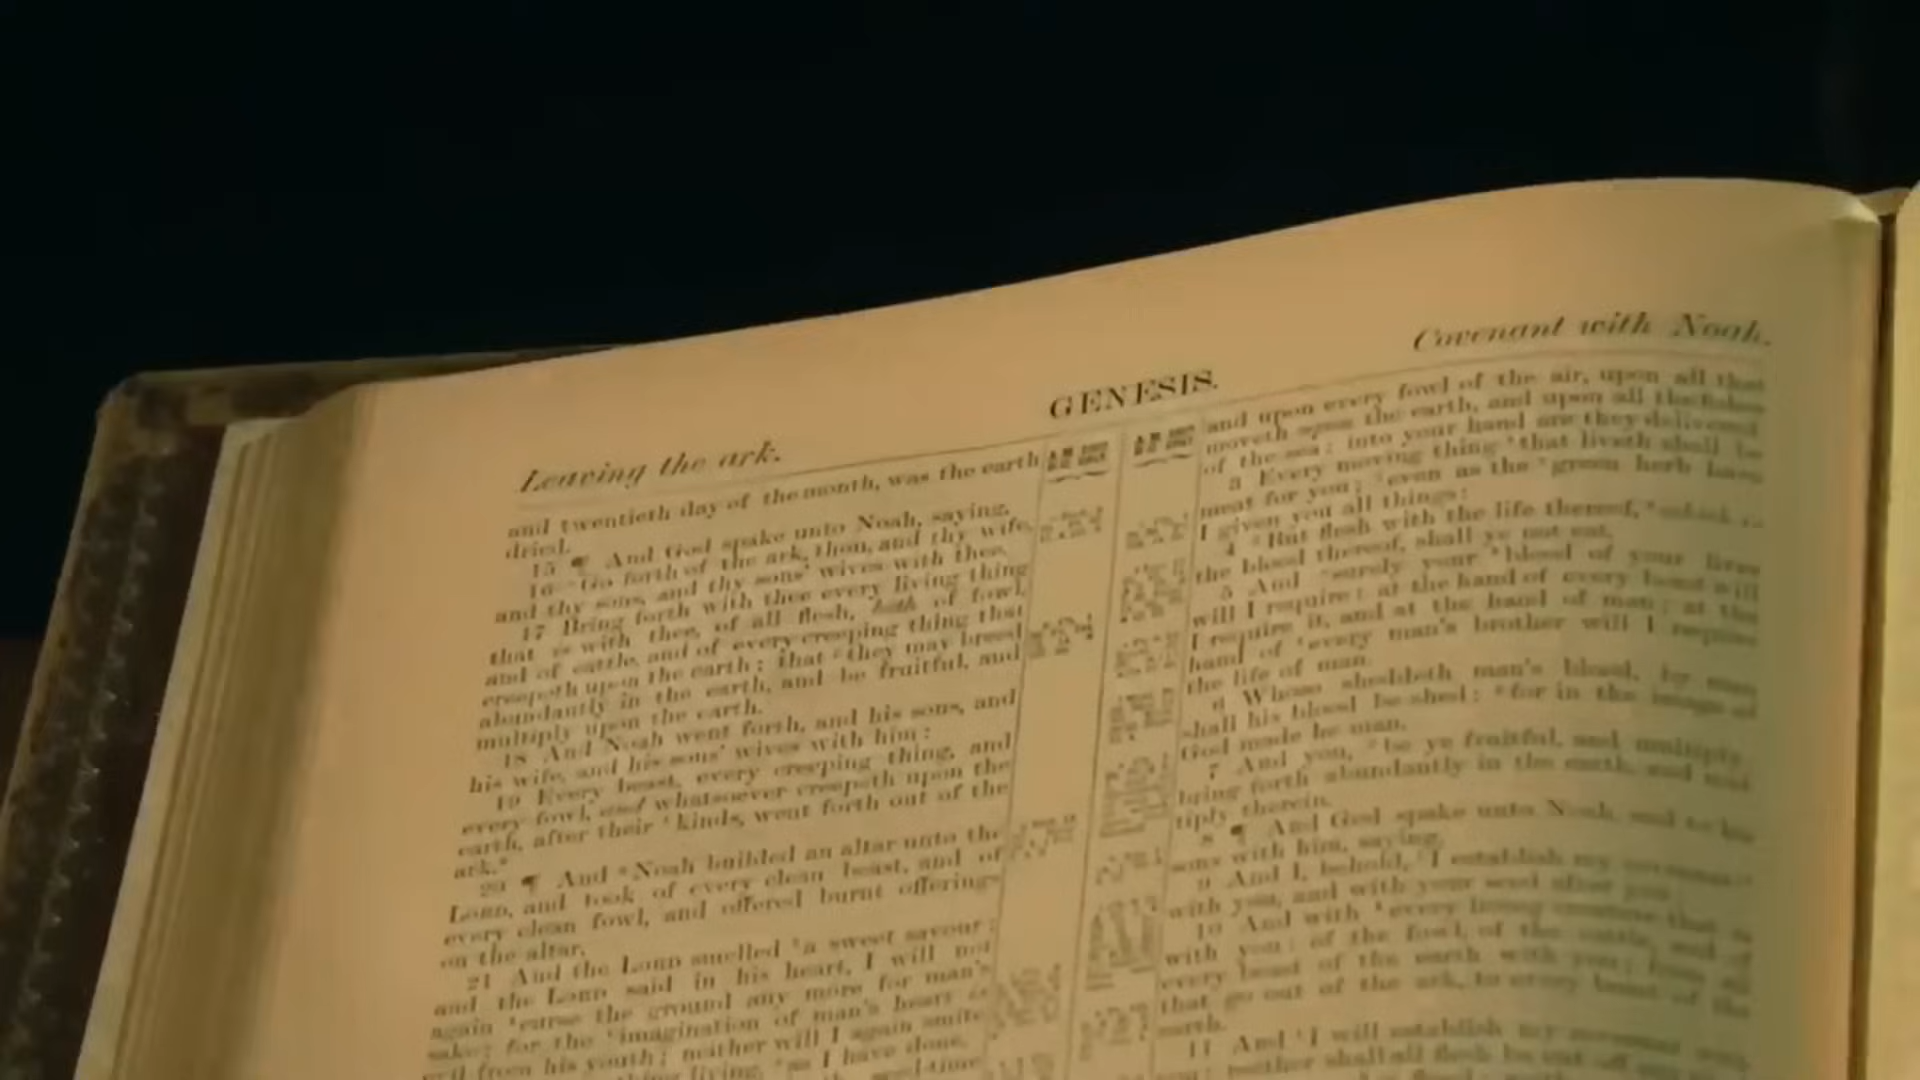 Leaving the ark.
GENESIS.
Covenant with Noah.
and twentieth day of the month, was the earth
dried.
15 ¶ And God spake unto Noah, saying,
16 Go forth of the ark, thou, and thy wife,
and thy sons, and thy sons' wives with thee.
17 Bring forth with thee every living thing
that is with thee, of all flesh, both of fowl,
and of cattle, and of every creeping thing that
creepeth upon the earth; that they may breed
abundantly in the earth, and be fruitful, and
multiply upon the earth.
18 And Noah went forth, and his sons, and
his wife, and his sons' wives with him:
19 Every beast, every creeping thing, and
every fowl, and whatsoever creepeth upon the
earth, after their kinds, went forth out of the
ark.
20 ¶ And Noah builded an altar unto the
LORD, and took of every clean beast, and of
every clean fowl, and offered burnt offerings
on the altar.
21 And the LORD smelled a sweet savour;
and the LORD said in his heart, I will not
again curse the ground any more for man's
sake; for the imagination of man's heart is
evil from his youth; neither will I again smite
thing living, as I have done.
seed-time
and upon every fowl of the air, upon all that
moveth upon the earth, and upon all the fishes
of the sea; into your hand are they delivered
3 Every moving thing that liveth shall be
meat for you; even as the green herb have
I given you all things:
4 But flesh with the life thereof, which is
the blood thereof, shall ye not eat.
5 And surely your blood of your lives
will I require: at the hand of every beast will
I require it, and at the hand of man; at the
hand of every man's brother will I require
the life of man.
6 Whoso sheddeth man's blood, by man
shall his blood be shed: for in the image of
God made he man.
7 And you, be ye fruitful, and multiply,
bring forth abundantly in the earth, and mul-
tiply therein.
8 ¶ And God spake unto Noah, and to his
sons with him, saying,
9 And I, behold, I establish my covenant
with you, and with your seed after you;
10 And with every living creature that is
with you; of the fowl, of the cattle, and of
every beast of the earth with you; from all
that go out of the ark, to every beast of the
earth.
11 And I will establish my covenant with
you; neither shall all flesh be cut off any